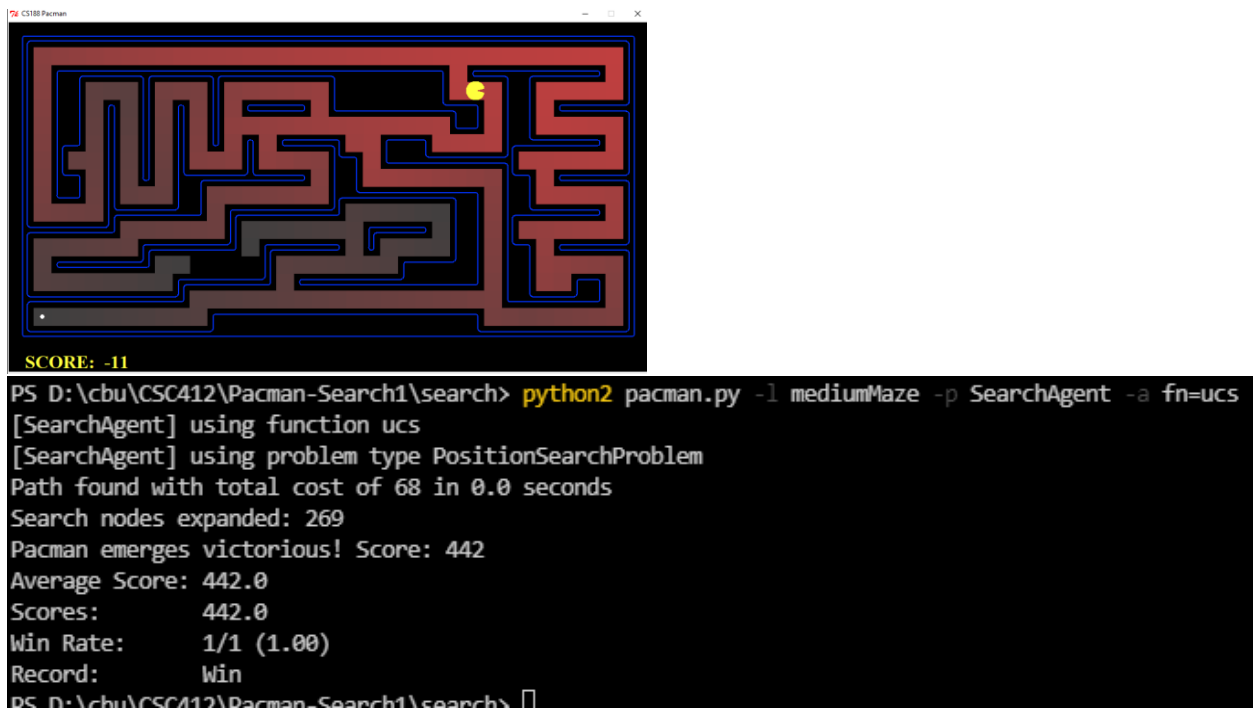 CS188 Pacman
SCORE: -11
PS D:\cbu\CSC412\Pacman-Search1\search> python2 pacman.py -l mediumMaze -p SearchAgent -a fn=ucs
[SearchAgent] using function ucs
[SearchAgent] using problem type PositionSearchProblem
Path found with total cost of 68 in 0.0 seconds
Search nodes expanded: 269
Pacman emerges victorious! Score: 442
Average Score: 442.0
Scores:        442.0
Win Rate:      1/1 (1.00)
Record:        Win
PS D:\cbu\CSC412\Pacman-Search1\search>